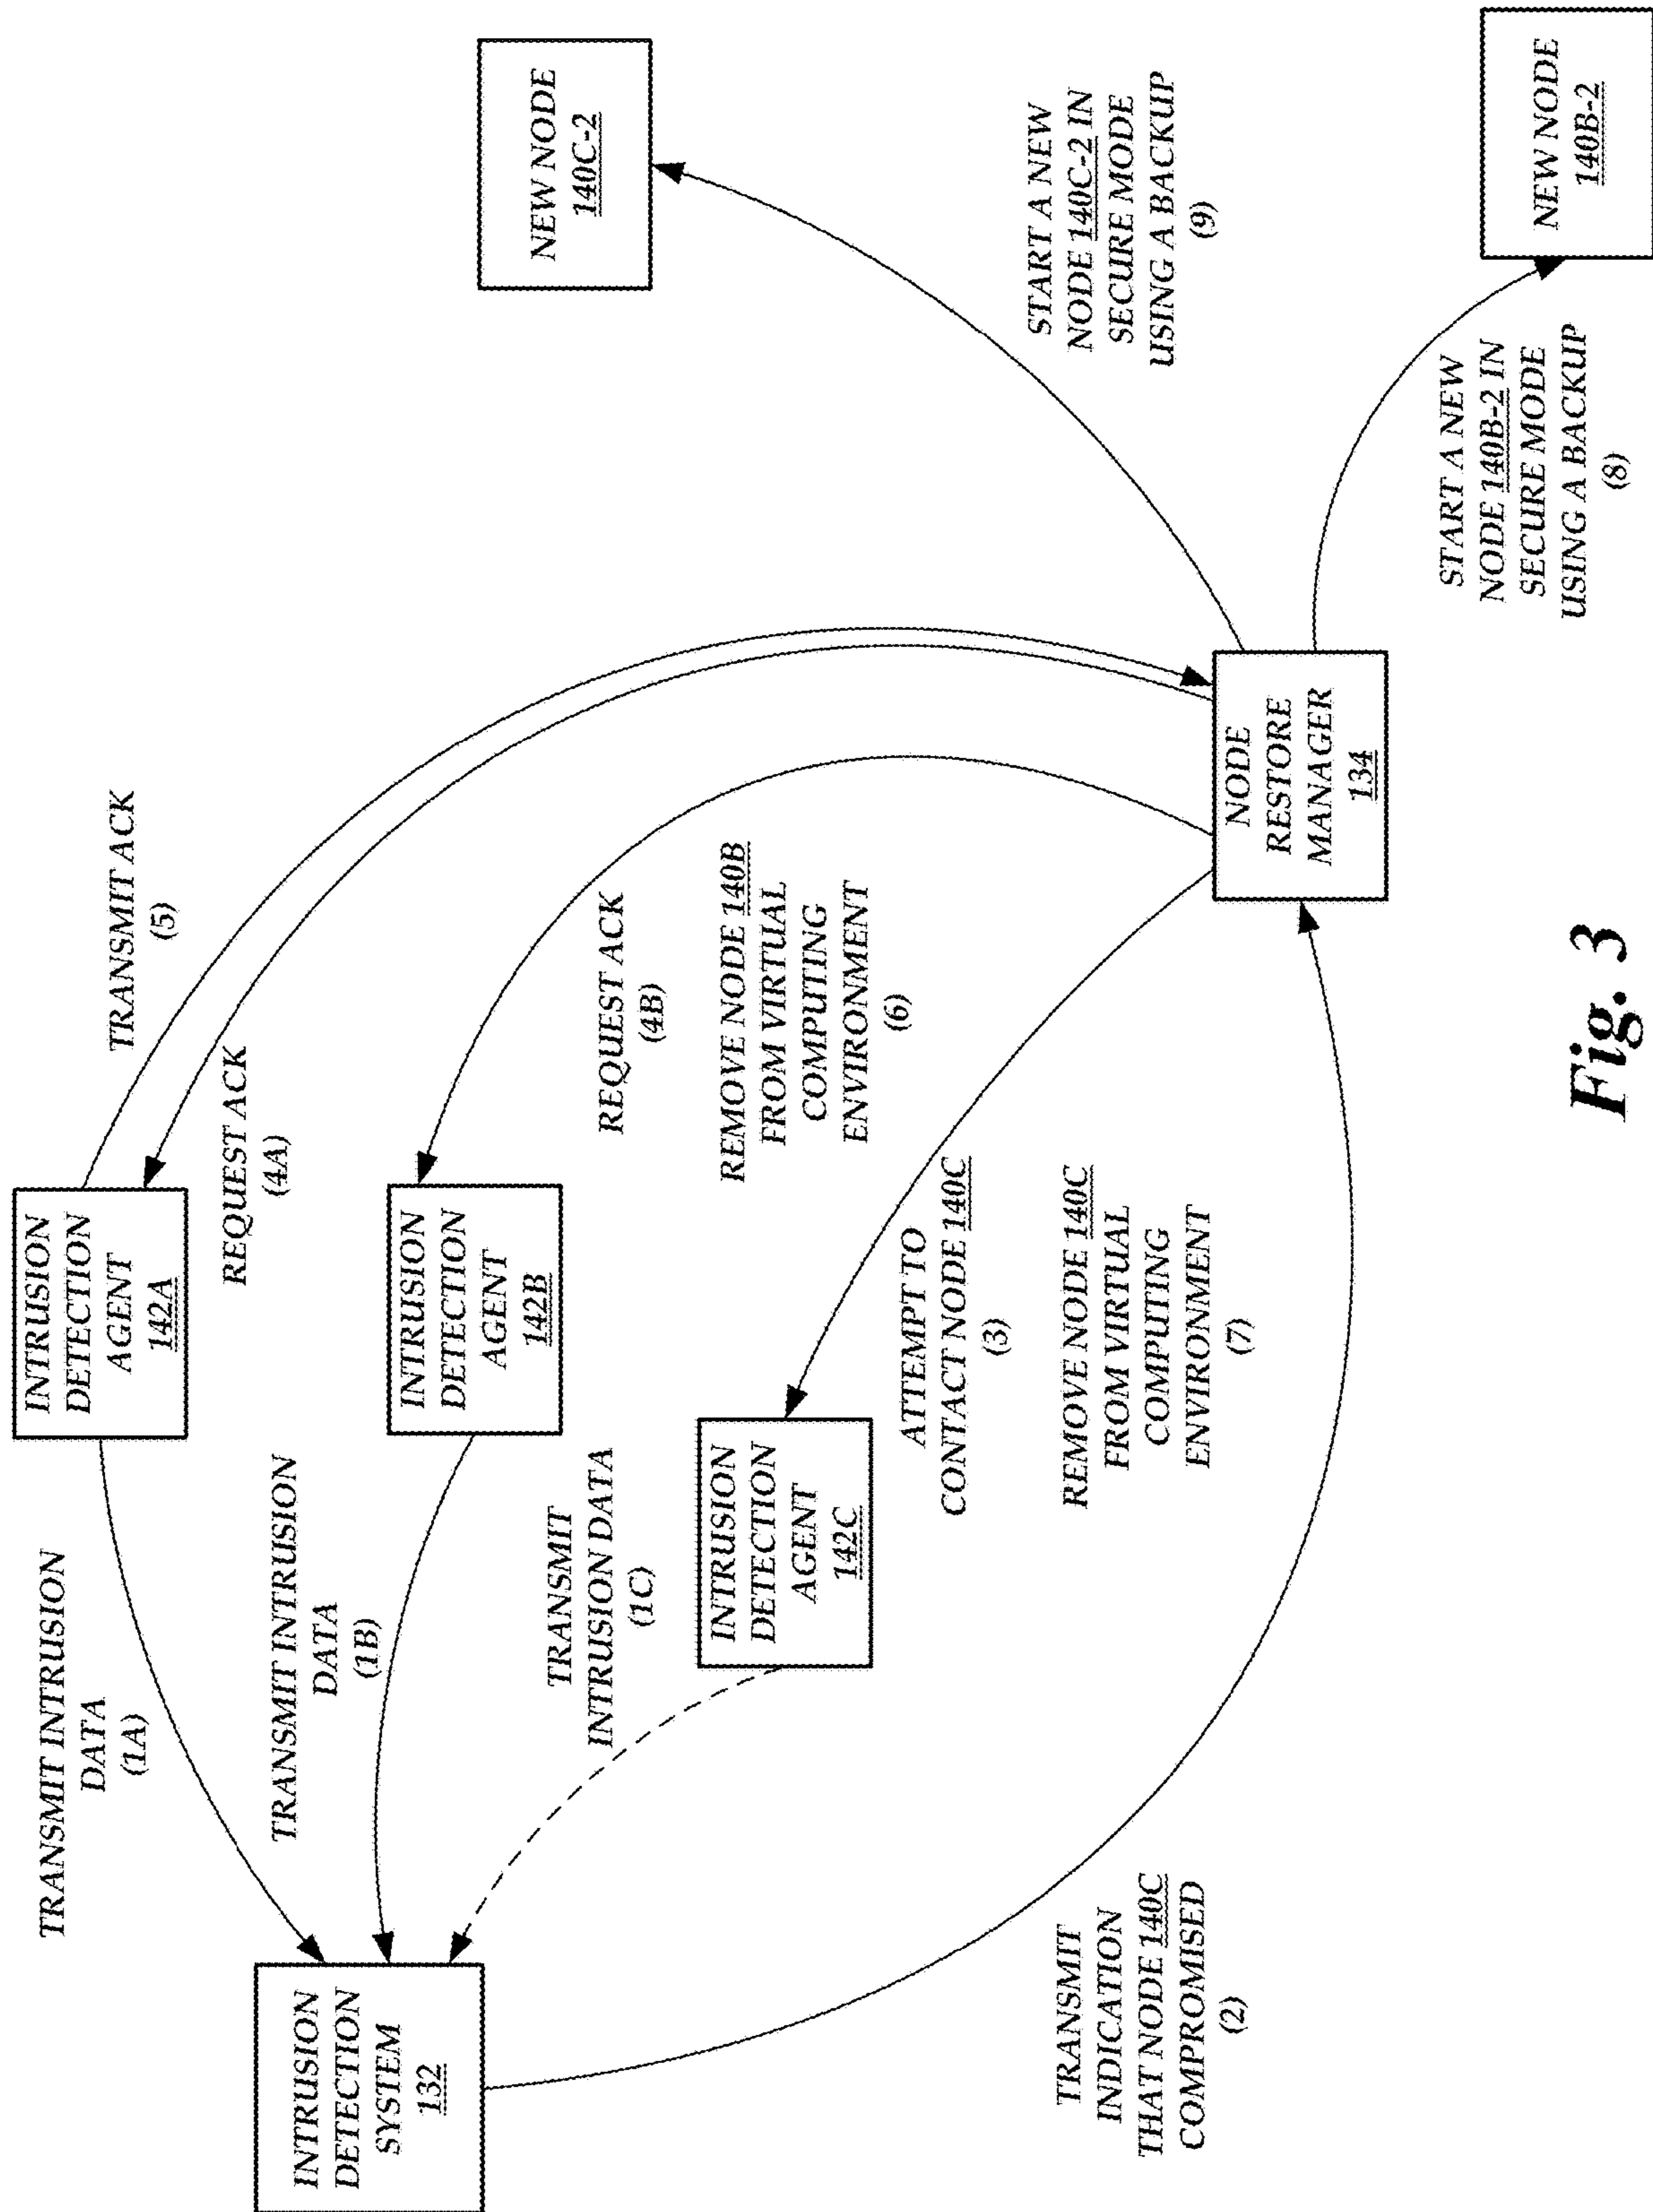 INTRUSION
DETECTION
SYSTEM
132
TRANSMIT INTRUSION
DATA
(1A)
TRANSMIT INTRUSION
DATA
(1B)
TRANSMIT
INTRUSION DATA
(1C)
TRANSMIT
INDICATION
THAT NODE 140C
COMPROMISED
(2)
INTRUSION
DETECTION
AGENT
142A
INTRUSION
DETECTION
AGENT
142B
INTRUSION
DETECTION
AGENT
142C
TRANSMIT ACK
(5)
REQUEST ACK
(4A)
REQUEST ACK
(4B)
REMOVE NODE 140B
FROM VIRTUAL
COMPUTING
ENVIRONMENT
(6)
ATTEMPT TO
CONTACT NODE 140C
(3)
REMOVE NODE 140C
FROM VIRTUAL
COMPUTING
ENVIRONMENT
(7)
NODE
RESTORE
MANAGER
134
NEW NODE
140C-2
START A NEW
NODE 140C-2 IN
SECURE MODE
USING A BACKUP
(9)
START A NEW
NODE 140B-2 IN
SECURE MODE
USING A BACKUP
(8)
NEW NODE
140B-2
Fig. 3